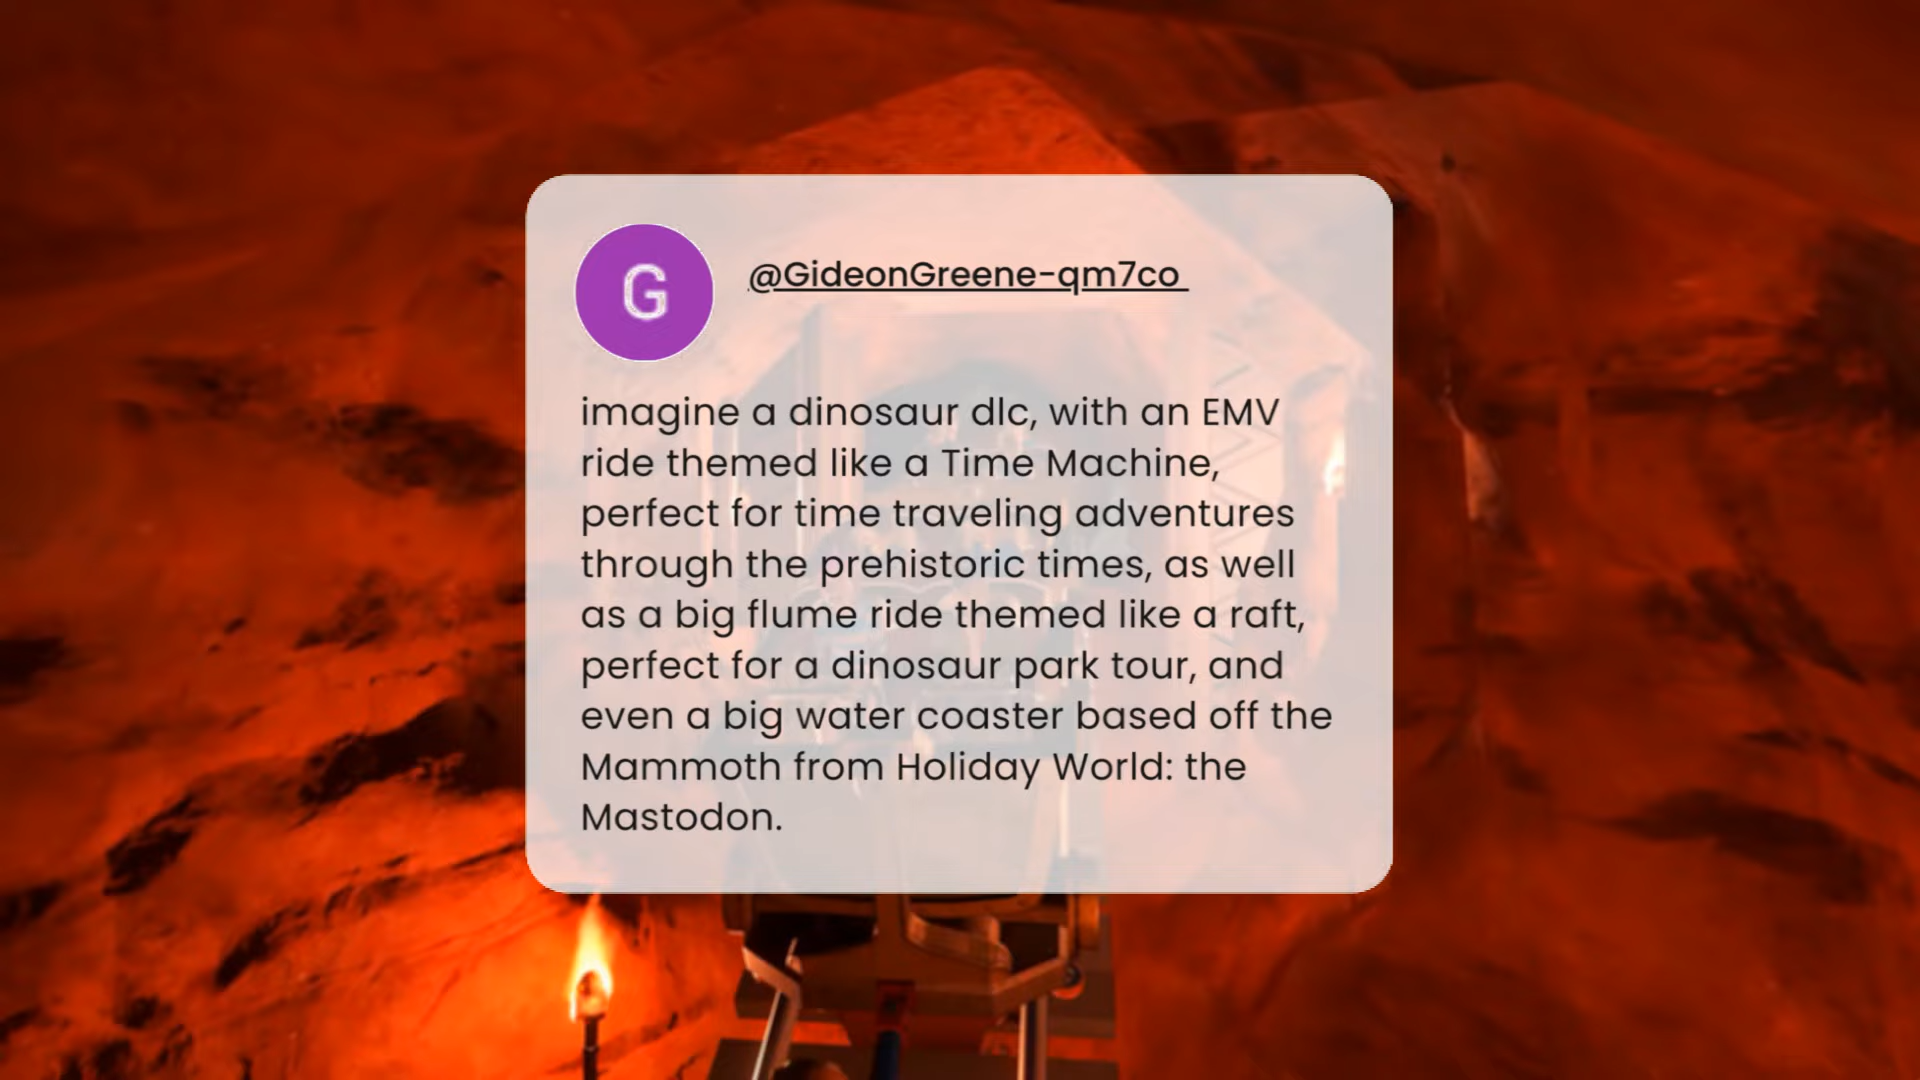 G
@GideonGreene-qm7co
imagine a dinosaur dlc, with an EMV
ride themed like a Time Machine,
perfect for time traveling adventures
through the prehistoric times, as well
as a big flume ride themed like a raft,
perfect for a dinosaur park tour, and
even a big water coaster based off the
Mammoth from Holiday World: the
Mastodon.